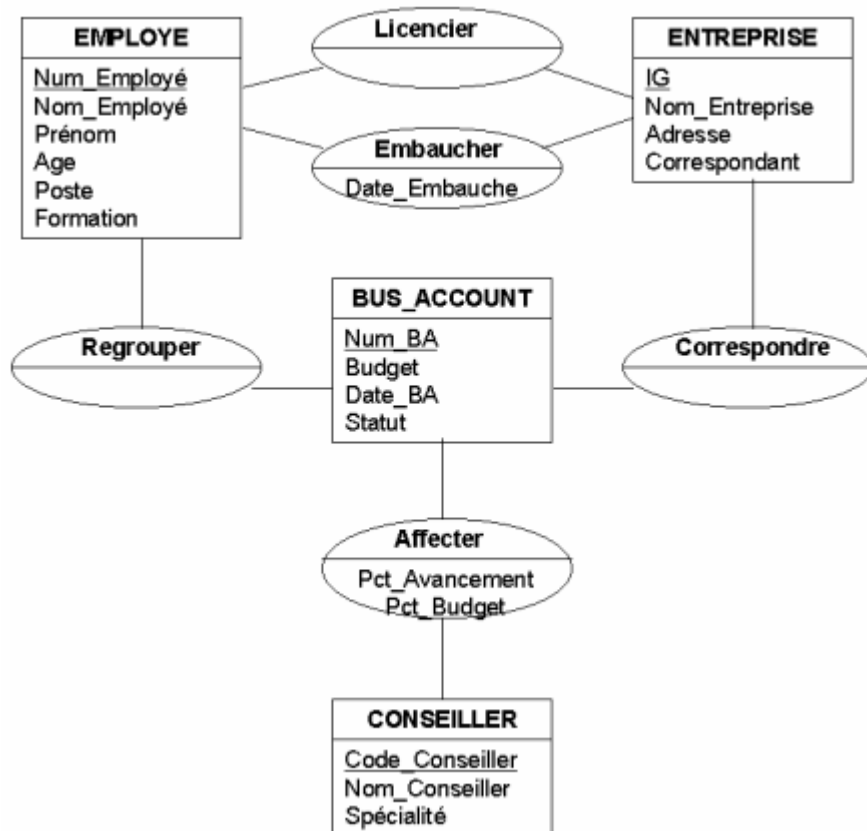 EMPLOYE
Num_Employé
Nom_Employé
Prénom
Age
Poste
Formation
Licencier
Embaucher
Date_Embauche
ENTREPRISE
IG
Nom_Entreprise
Adresse
Correspondant
Regrouper
BUS_ACCOUNT
Num_BA
Budget
Date_BA
Statut
Correspondre
Affecter
Pct_Avancement
Pct_Budget
CONSEILLER
Code_Conseiller
Nom_Conseiller
Spécialité